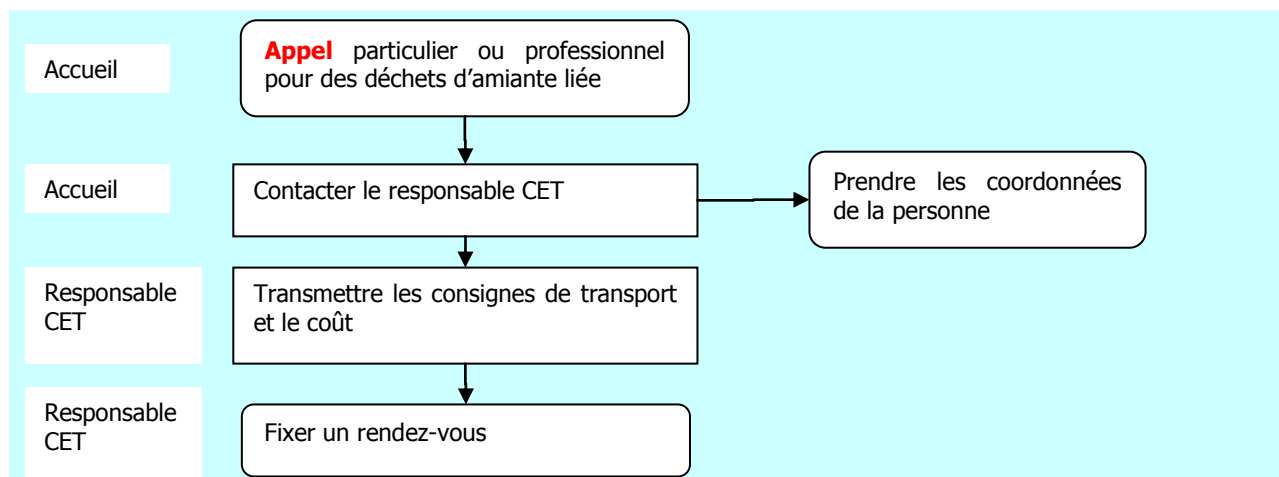 Accueil
Appel particulier ou professionnel
pour des déchets d'amiante liée
Accueil
Contacter le responsable CET
Prendre les coordonnées
de la personne
Responsable
CET
Transmettre les consignes de transport
et le coût
Responsable
CET
Fixer un rendez-vous